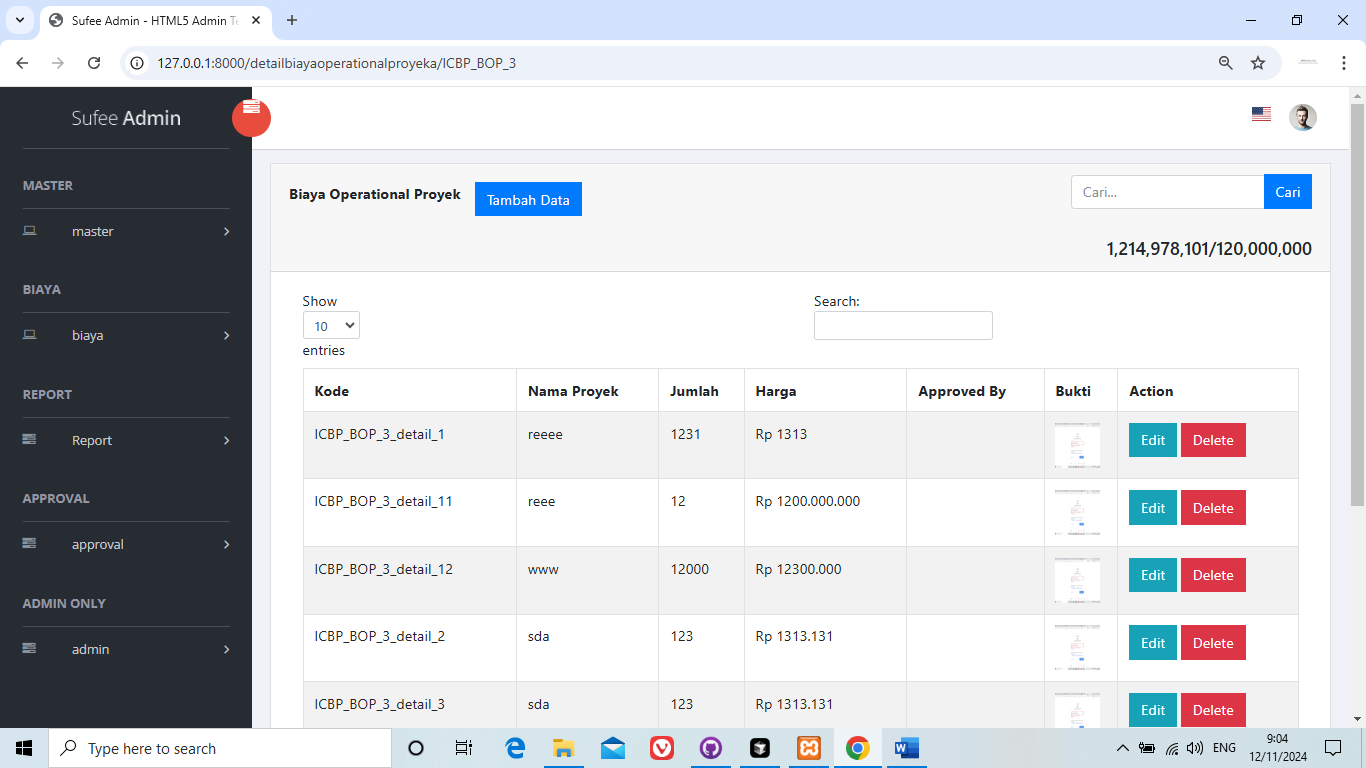 Sufee Admin - HTML5 Admin Te
127.0.0.1:8000/detailbiayaoperationalproyeka/ICBP_BOP_3
Sufee Admin
MASTER
master
BIAYA
biaya
REPORT
Report
APPROVAL
approval
ADMIN ONLY
admin
Biaya Operational Proyek
Tambah Data
Cari...
Cari
1,214,978,101/120,000,000
Show
10
entries
Search:
Kode Nama Proyek Jumlah Harga Approved By Bukti Action
ICBP_BOP_3_detail_1 reeee 1231 Rp 1313 Edit Delete
ICBP_BOP_3_detail_11 reee 12 Rp 1200.000.000 Edit Delete
ICBP_BOP_3_detail_12 www 12000 Rp 12300.000 Edit Delete
ICBP_BOP_3_detail_2 sda 123 Rp 1313.131 Edit Delete
ICBP_BOP_3_detail_3 sda 123 Rp 1313.131 Edit Delete
Type here to search
ENG
9:04
12/11/2024